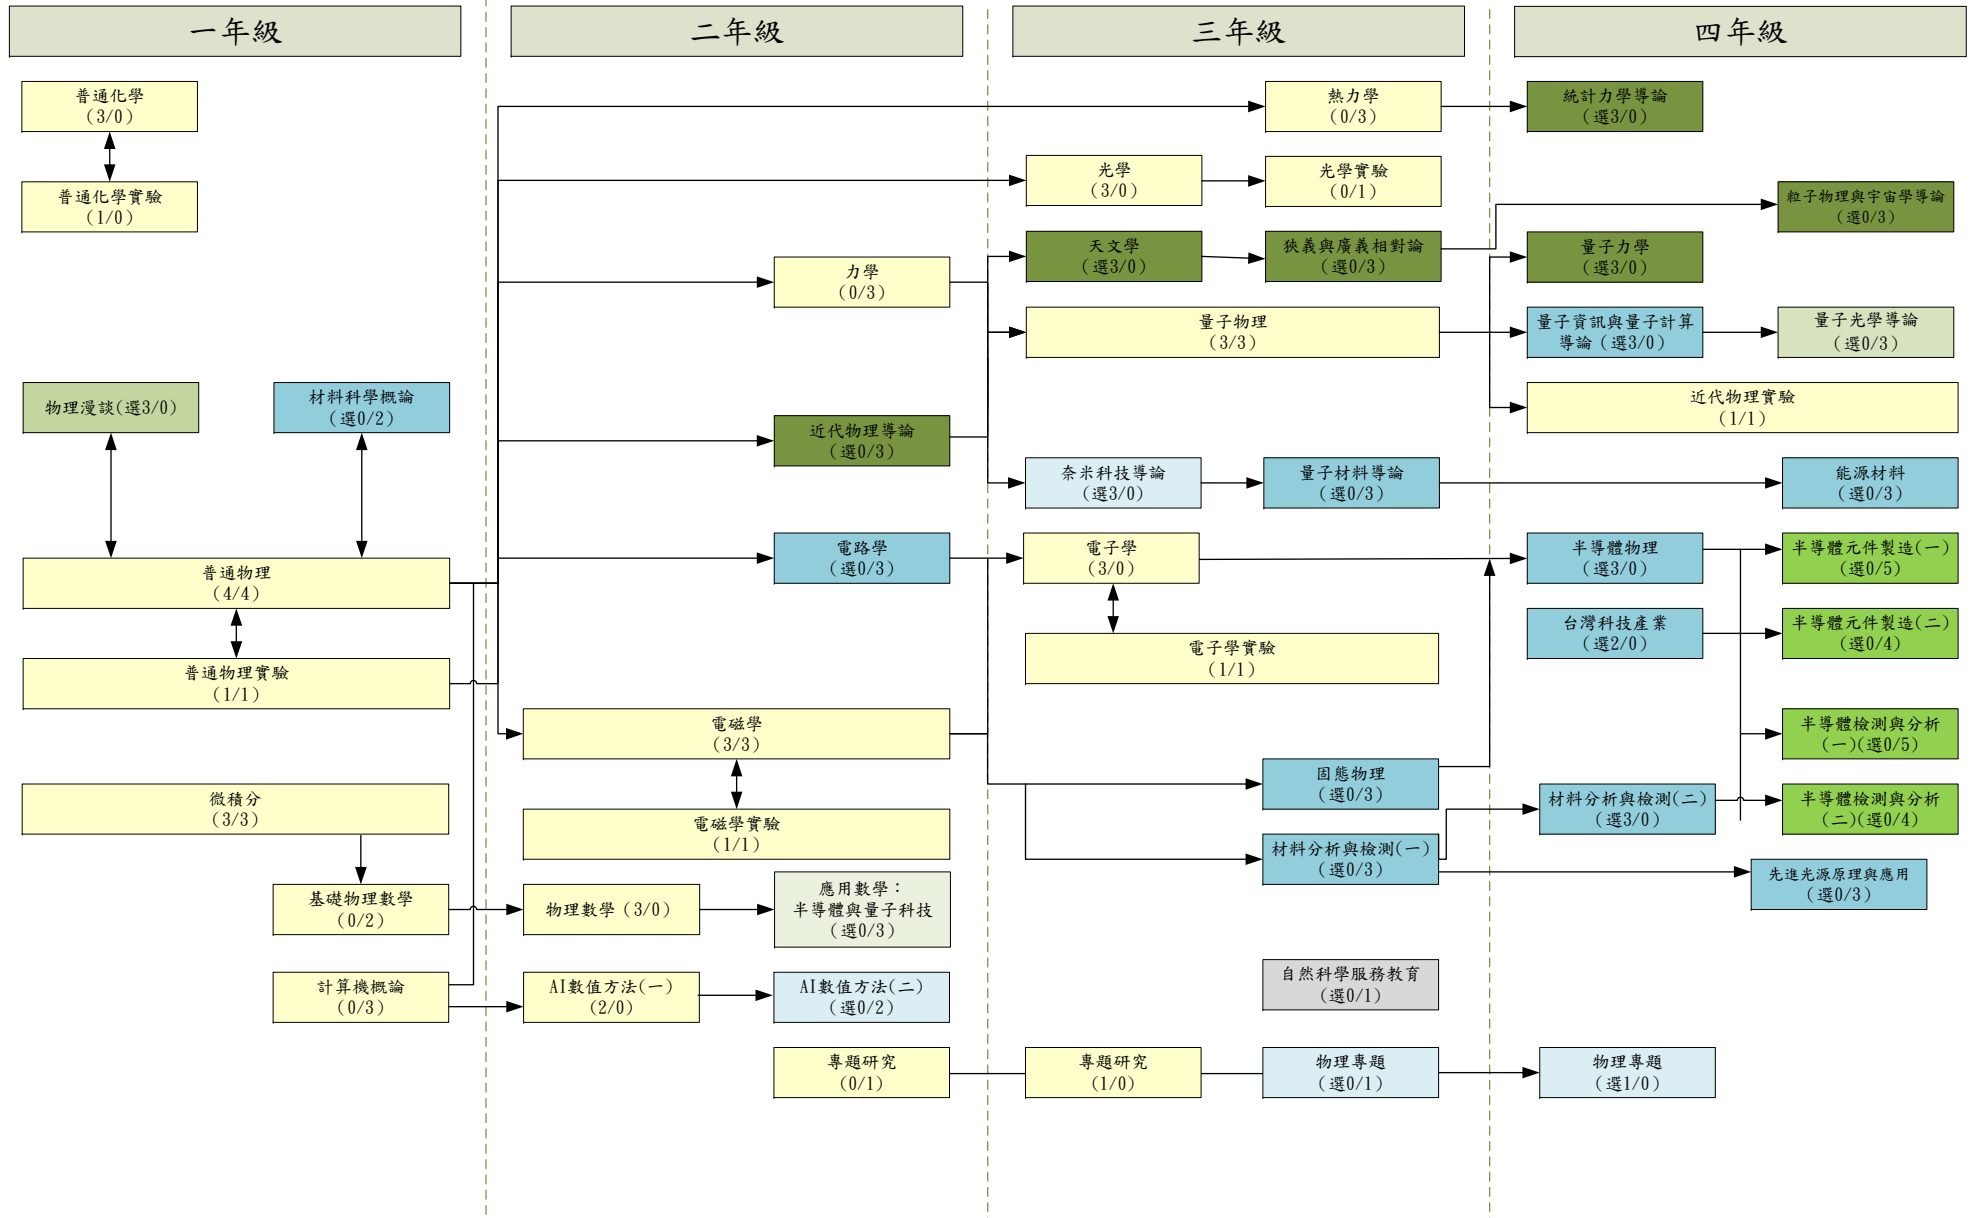 一年級
二年級
三年級
四年級
普通化學
(3/0)
普通化學實驗
(1/0)
物理漫談(選3/0)
材料科學概論
(選0/2)
普通物理
(4/4)
普通物理實驗
(1/1)
微積分
(3/3)
基礎物理數學
(0/2)
計算機概論
(0/3)
力學
(0/3)
近代物理導論
(選0/3)
電路學
(選0/3)
電磁學
(3/3)
電磁學實驗
(1/1)
物理數學(3/0)
應用數學：
半導體與量子科技
(選0/3)
AI數值方法(一)
(2/0)
AI數值方法(二)
(選0/2)
專題研究
(0/1)
熱力學
(0/3)
光學
(3/0)
光學實驗
(0/1)
天文學
(選3/0)
狹義與廣義相對論
(選0/3)
量子物理
(3/3)
奈米科技導論
(選3/0)
量子材料導論
(選0/3)
電子學
(3/0)
電子學實驗
(1/1)
固態物理
(選0/3)
材料分析與檢測(一)
(選0/3)
自然科學服務教育
(選0/1)
專題研究
(1/0)
物理專題
(選0/1)
統計力學導論
(選3/0)
粒子物理與宇宙學導論
(選0/3)
量子力學
(選3/0)
量子資訊與量子計算
導論(選3/0)
量子光學導論
(選0/3)
近代物理實驗
(1/1)
能源材料
(選0/3)
半導體物理
(選3/0)
半導體元件製造(一)
(選0/5)
台灣科技產業
(選2/0)
半導體元件製造(二)
(選0/4)
半導體檢測與分析
(一)(選0/5)
材料分析與檢測(二)
(選3/0)
半導體檢測與分析
(二)(選0/4)
先進光源原理與應用
(選0/3)
物理專題
(選1/0)